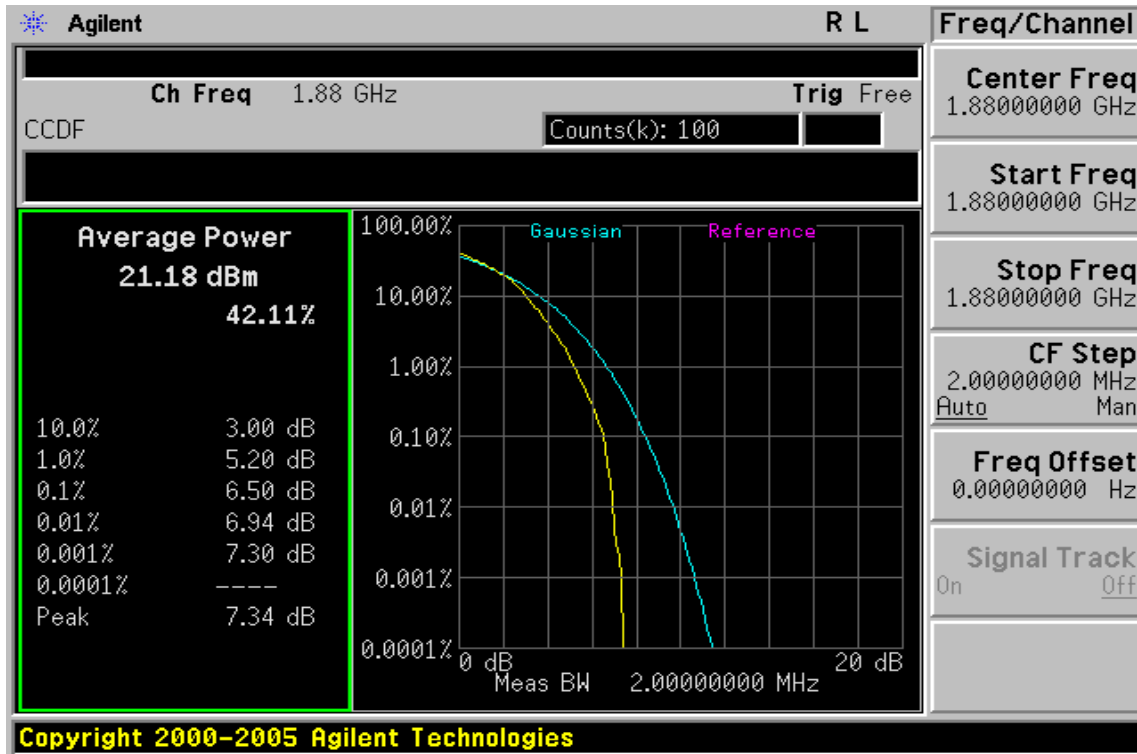 Agilent R L
Ch Freq 1.88 GHz Trig Free
CCDF Counts(k): 100
Average Power
21.18 dBm
42.11%
10.0% 3.00 dB
1.0% 5.20 dB
0.1% 6.50 dB
0.01% 6.94 dB
0.001% 7.30 dB
0.0001% ----
Peak 7.34 dB
Gaussian Reference
100.00%
10.00%
1.00%
0.10%
0.01%
0.001%
0.0001%
0 dB 20 dB
Meas BW 2.00000000 MHz
Freq/Channel
Center Freq
1.88000000 GHz
Start Freq
1.88000000 GHz
Stop Freq
1.88000000 GHz
CF Step
2.00000000 MHz
Auto Man
Freq Offset
0.00000000 Hz
Signal Track
On Off
Copyright 2000-2005 Agilent Technologies